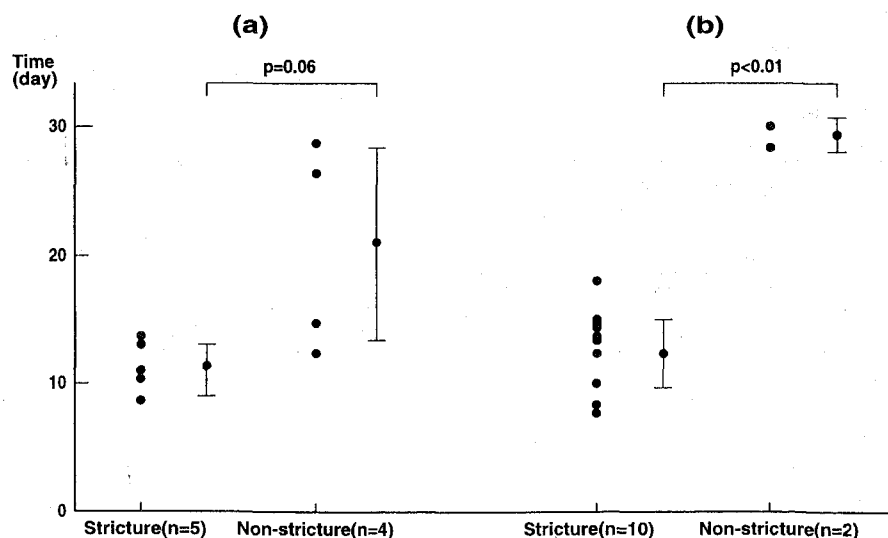 (a)
(b)
Time
(day)
p=0.06
p<0.01
30
20
10
0
Stricture(n=5)
Non-stricture(n=4)
Stricture(n=10)
Non-stricture(n=2)